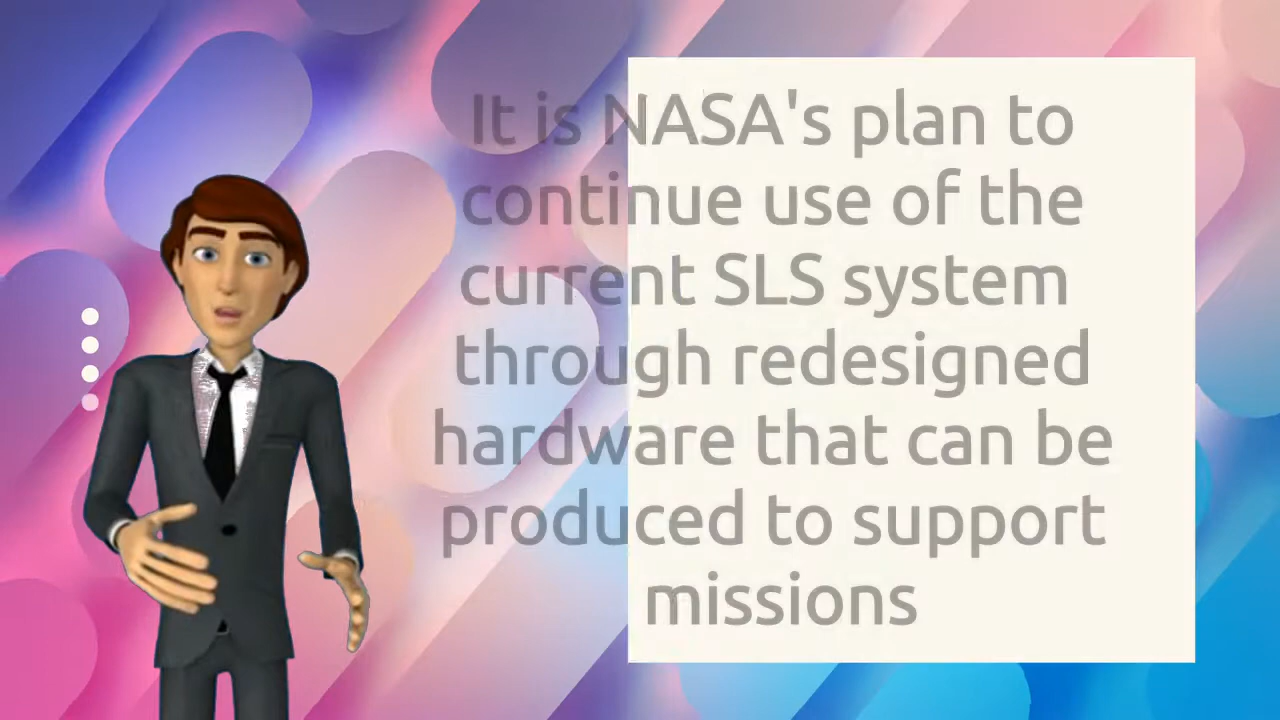 It is NASA's plan to
continue use of the
current SLS system
through redesigned
hardware that can be
produced to support
missions